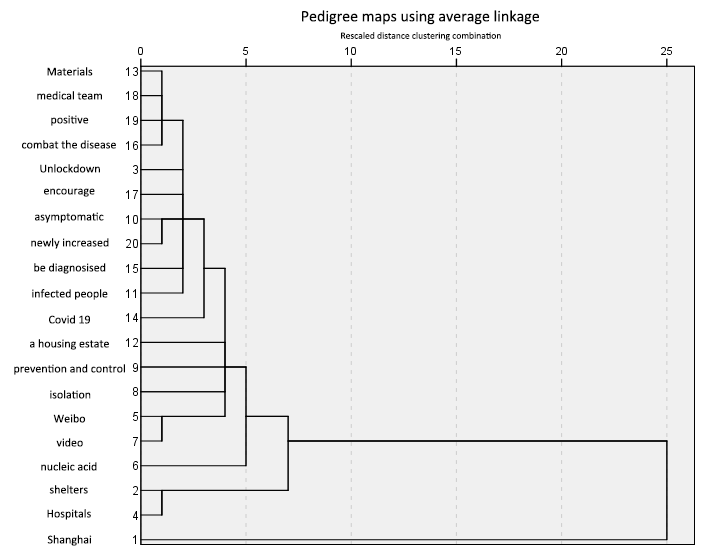 Pedigree maps using average linkage
Rescaled distance clustering combination
0 5 10 15 20 25
Materials 13
medical team 18
positive 19
combat the disease 16
Unlockdown 3
encourage 17
asymptomatic 10
newly increased 20
be diagnosised 15
infected people 11
Covid 19 14
a housing estate 12
prevention and control 9
isolation 8
Weibo 5
video 7
nucleic acid 6
shelters 2
Hospitals 4
Shanghai 1